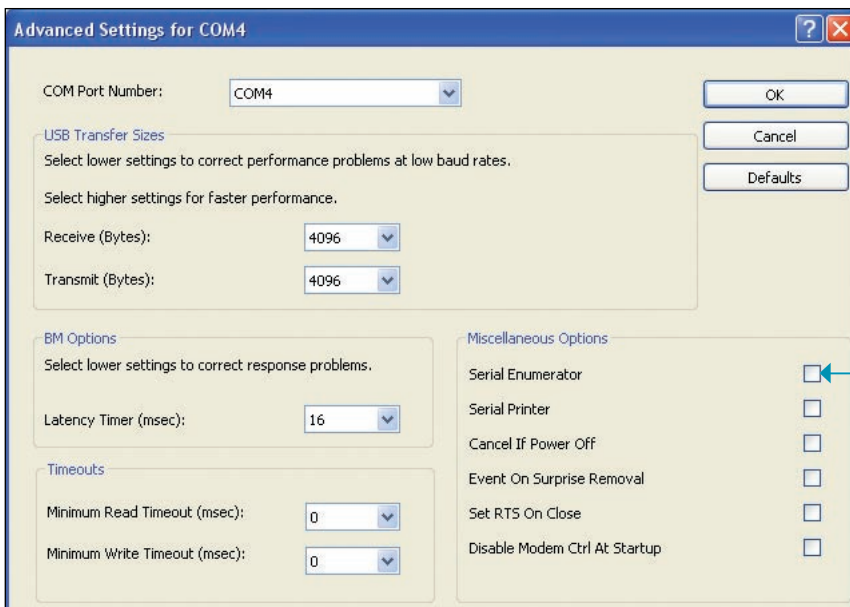 Advanced Settings for COM4
COM Port Number:
COM4
OK
Cancel
Defaults
USB Transfer Sizes
Select lower settings to correct performance problems at low baud rates.
Select higher settings for faster performance.
Receive (Bytes):
4096
Transmit (Bytes):
4096
BM Options
Select lower settings to correct response problems.
Latency Timer (msec):
16
Timeouts
Minimum Read Timeout (msec):
0
Minimum Write Timeout (msec):
0
Miscellaneous Options
Serial Enumerator
Serial Printer
Cancel If Power Off
Event On Surprise Removal
Set RTS On Close
Disable Modem Ctrl At Startup